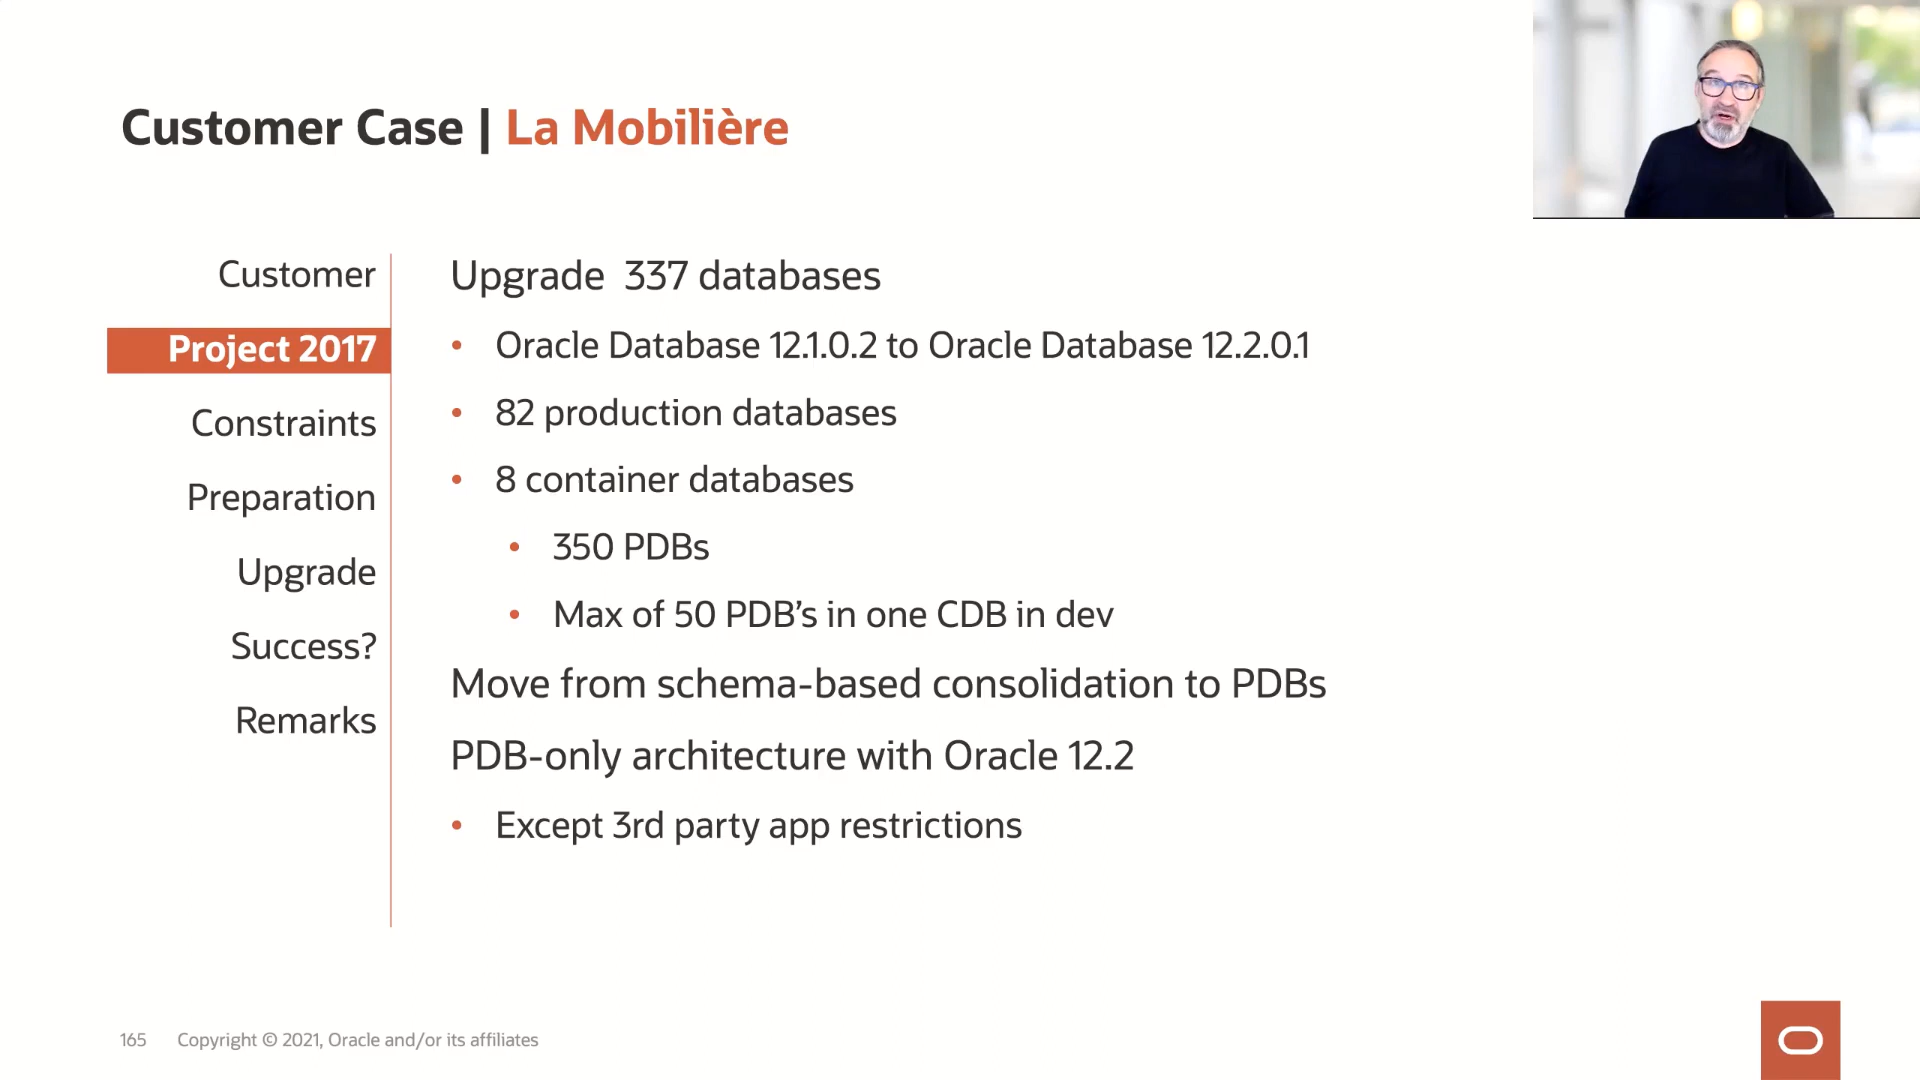 Customer Case | La Mobilière
Customer
Project 2017
Constraints
Preparation
Upgrade
Success?
Remarks
Upgrade  337 databases
• Oracle Database 12.1.0.2 to Oracle Database 12.2.0.1
• 82 production databases
• 8 container databases
• 350 PDBs
• Max of 50 PDB’s in one CDB in dev
Move from schema-based consolidation to PDBs
PDB-only architecture with Oracle 12.2
• Except 3rd party app restrictions
165 Copyright © 2021, Oracle and/or its affiliates